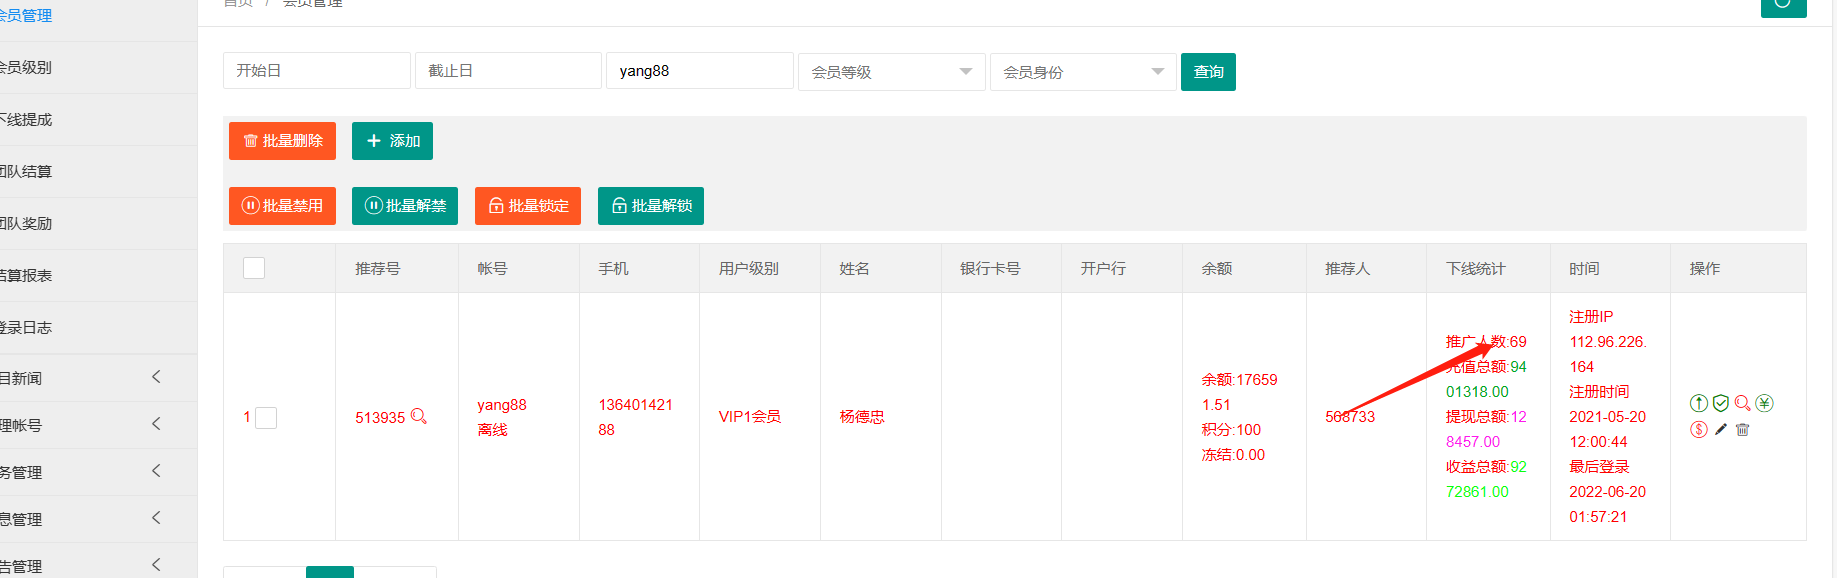 首页 / 会员管理
会员管理
会员级别
下线提成
团队结算
团队奖励
结算报表
登录日志
目新闻
理帐号
务管理
息管理
告管理
开始日 截止日 yang88 会员等级 会员身份 查询
批量删除 添加
批量禁用 批量解禁 批量锁定 批量解锁
推荐号 帐号 手机 用户级别 姓名 银行卡号 开户行 余额 推荐人 下线统计 时间 操作
1
513935
yang88
离线
136401421
88
VIP1会员
杨德忠
余额:17659
1.51
积分:100
冻结:0.00
568733
推广人数:69
充值总额:94
01318.00
提现总额:12
8457.00
收益总额:92
72861.00
注册IP
112.96.226.
164
注册时间
2021-05-20
12:00:44
最后登录
2022-06-20
01:57:21